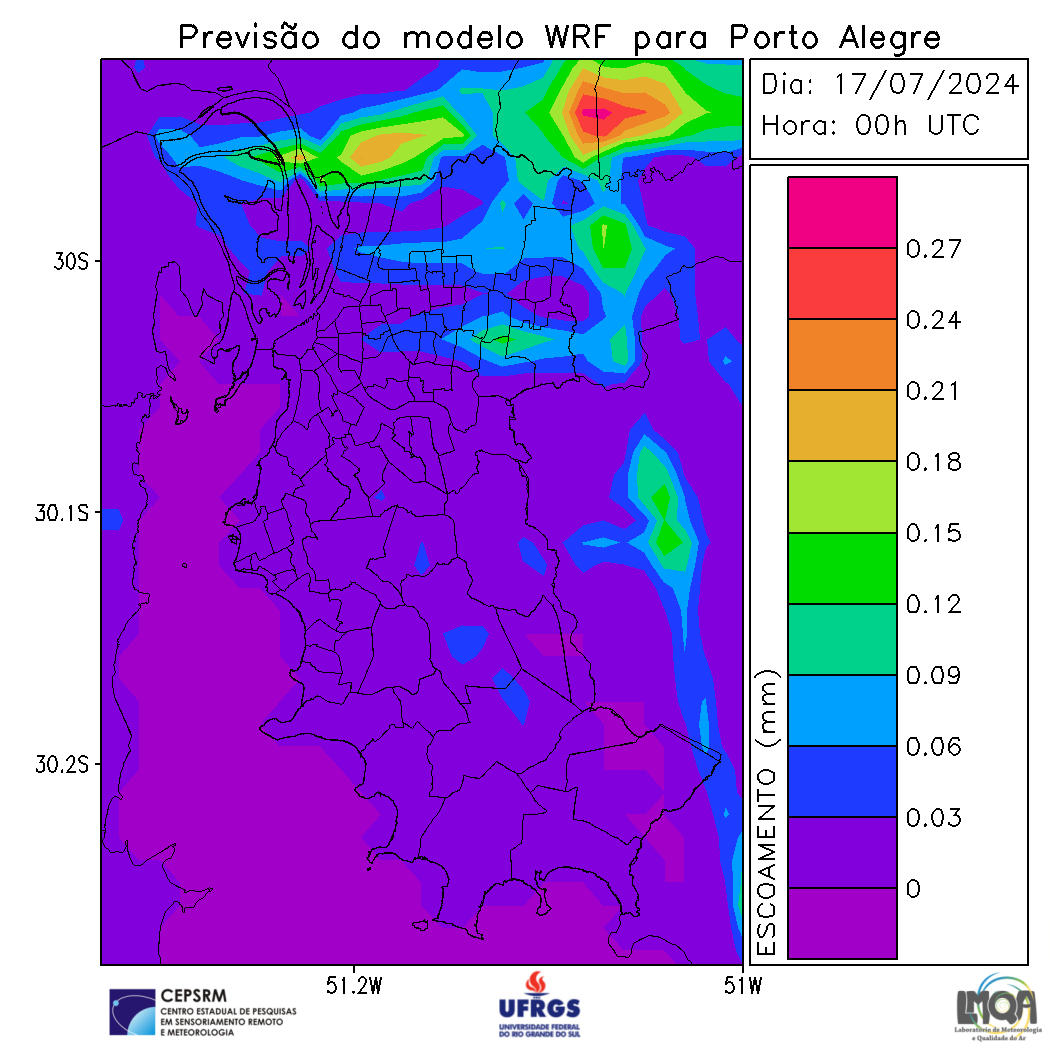 Previsão do modelo WRF para Porto Alegre
Dia: 17/07/2024
Hora: 00h UTC
30S
30.1S
30.2S
51.2W
51W
ESCOAMENTO (mm)
0.27
0.24
0.21
0.18
0.15
0.12
0.09
0.06
0.03
0
CEPSRM
CENTRO ESTADUAL DE PESQUISAS
EM SENSORIAMENTO REMOTO
E METEOROLOGIA
UFRGS
UNIVERSIDADE FEDERAL
DO RIO GRANDE DO SUL
LMQA
Laboratório de Meteorologia
e Qualidade do Ar